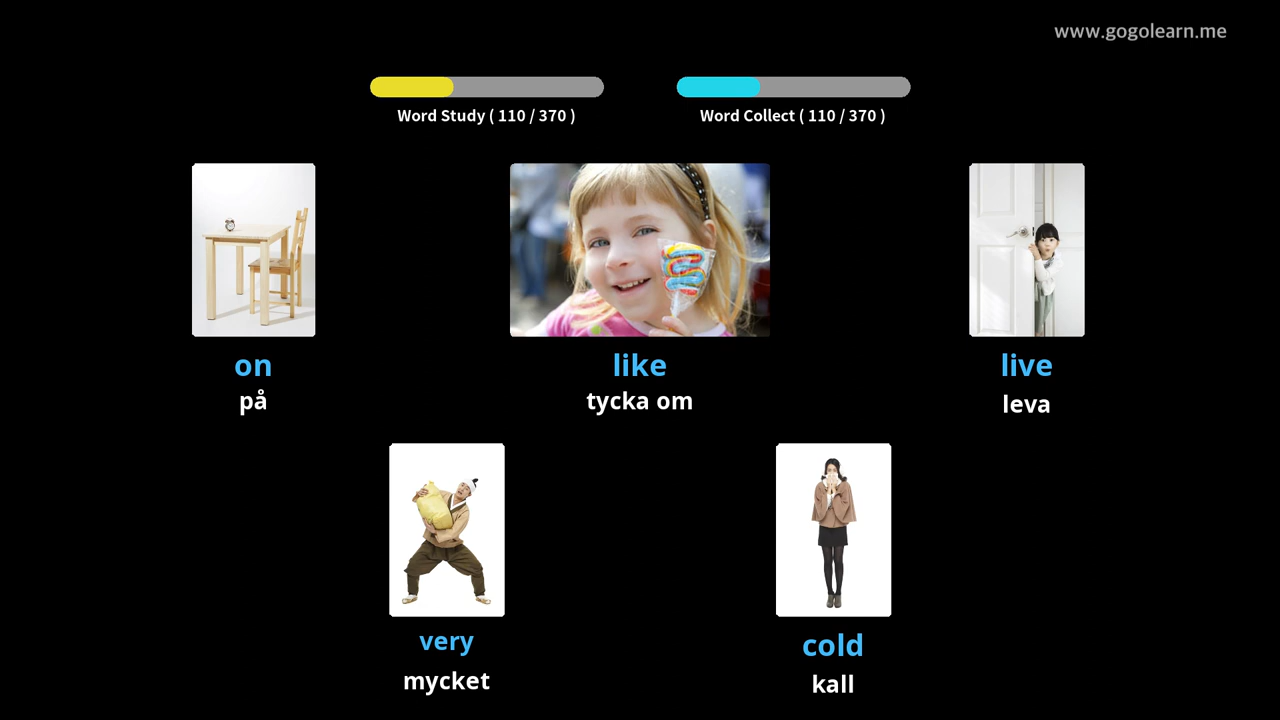 www.gogolearn.me
Word Study ( 110 / 370 )
Word Collect ( 110 / 370 )
on
på
like
tycka om
live
leva
very
mycket
cold
kall